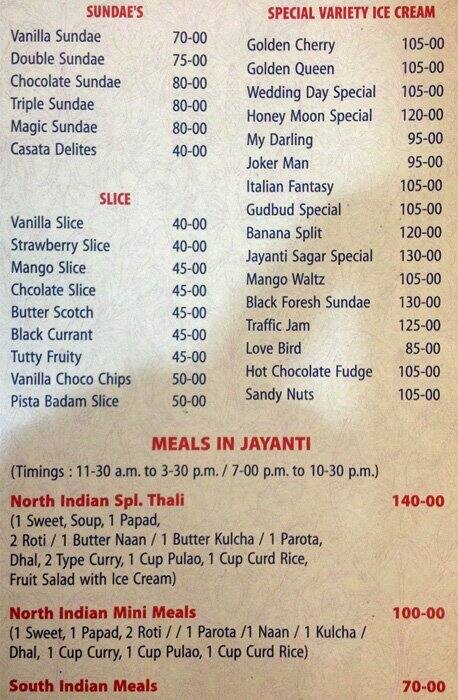 SUNDAE'S
Vanilla Sundae 70-00
Double Sundae 75-00
Chocolate Sundae 80-00
Triple Sundae 80-00
Magic Sundae 80-00
Casata Delites 40-00
SLICE
Vanilla Slice 40-00
Strawberry Slice 40-00
Mango Slice 45-00
Chcolate Slice 45-00
Butter Scotch 45-00
Black Currant 45-00
Tutty Fruity 45-00
Vanilla Choco Chips 50-00
Pista Badam Slice 50-00
SPECIAL VARIETY ICE CREAM
Golden Cherry 105-00
Golden Queen 105-00
Wedding Day Special 105-00
Honey Moon Special 120-00
My Darling 95-00
Joker Man 95-00
Italian Fantasy 105-00
Gudbud Special 105-00
Banana Split 120-00
Jayanti Sagar Special 130-00
Mango Waltz 105-00
Black Foresh Sundae 130-00
Traffic Jam 125-00
Love Bird 85-00
Hot Chocolate Fudge 105-00
Sandy Nuts 105-00
MEALS IN JAYANTI
(Timings : 11-30 a.m. to 3-30 p.m. / 7-00 p.m. to 10-30 p.m.)
North Indian Spl. Thali 140-00
(1 Sweet, Soup, 1 Papad,
2 Roti / 1 Butter Naan / 1 Butter Kulcha / 1 Parota,
Dhal, 2 Type Curry, 1 Cup Pulao, 1 Cup Curd Rice,
Fruit Salad with Ice Cream)
North Indian Mini Meals 100-00
(1 Sweet, 1 Papad, 2 Roti / / 1 Parota /1 Naan / 1 Kulcha /
Dhal, 1 Cup Curry, 1 Cup Pulao, 1 Cup Curd Rice)
South Indian Meals 70-00